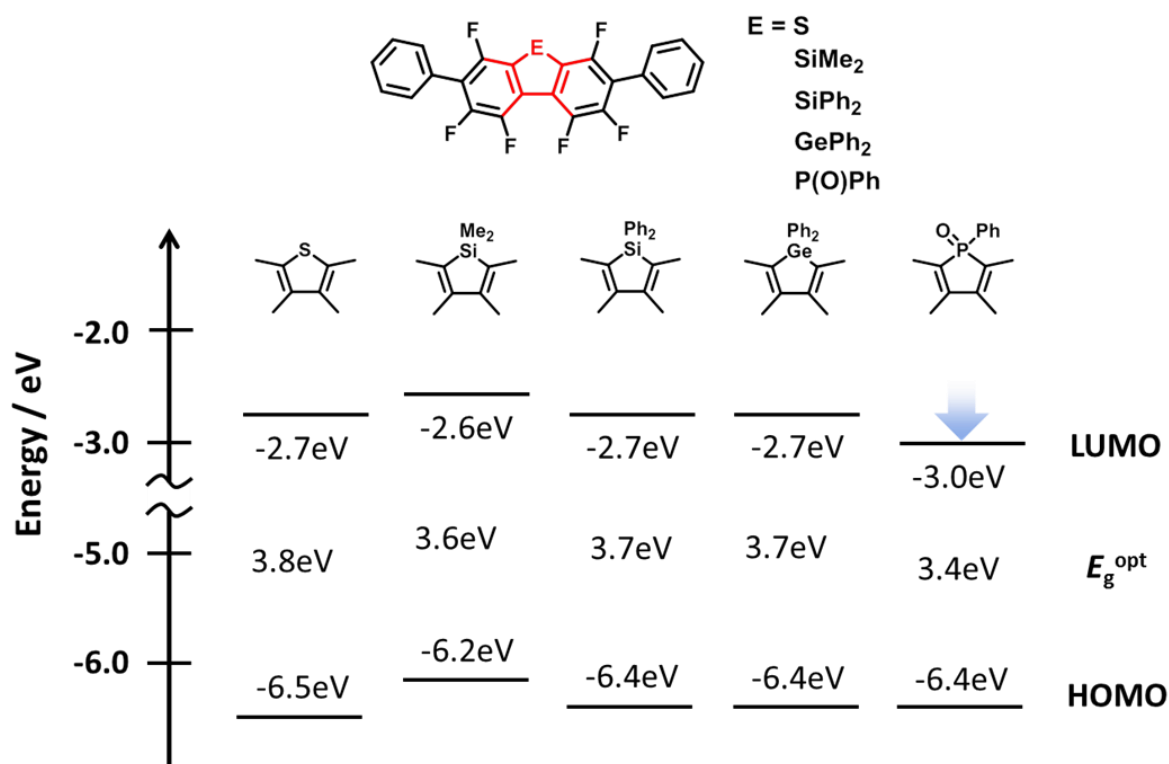 E = S
F E F
SiMe2
SiPh2
F F F F
GePh2
P(O)Ph
S
Me2
Si
Ph2
Si
Ph2
Ge
O Ph
P
Energy / eV
-2.0
-3.0
-5.0
-6.0
-2.7eV
-2.6eV
-2.7eV
-2.7eV
-3.0eV
LUMO
3.8eV
3.6eV
3.7eV
3.7eV
3.4eV
Egopt
-6.5eV
-6.2eV
-6.4eV
-6.4eV
-6.4eV
HOMO